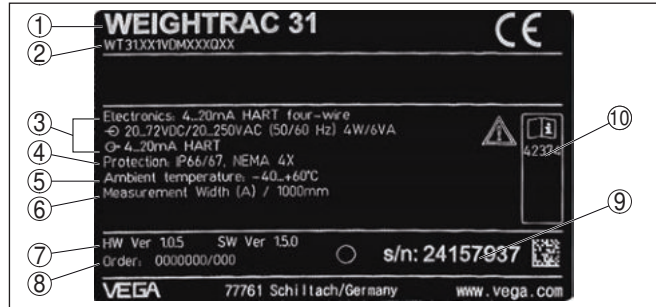 ① WEIGHTRAC 31
② WT31.XX1VDMXXXQXX
CE
③ Electronics: 4...20mA HART four-wire
20...72VDC/20...250VAC (50/60 Hz) 4W/6VA
4...20mA HART
④ Protection: IP66/67, NEMA 4X
⑤ Ambient temperature: -40...+60°C
⑥ Measurement Width (A) / 1000mm
⑩ 42374
⑦ HW Ver 1.0.5 SW Ver 1.5.0
⑧ Order: 0000000/000
⑨ s/n: 24157937
VEGA 77761 Schiltach/Germany www.vega.com